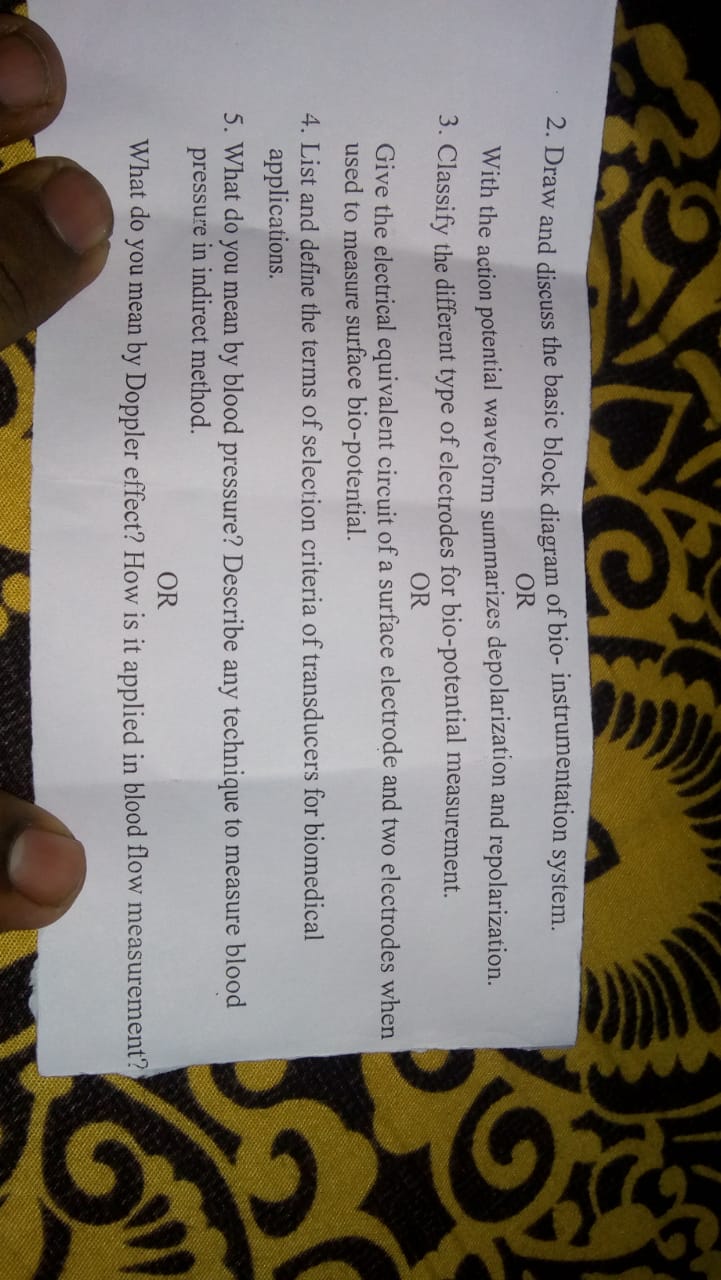 2. Draw and discuss the basic block diagram of bio- instrumentation system.
OR
With the action potential waveform summarizes depolarization and repolarization.
3. Classify the different type of electrodes for bio-potential measurement.
OR
Give the electrical equivalent circuit of a surface electrode and two electrodes when
used to measure surface bio-potential.
4. List and define the terms of selection criteria of transducers for biomedical
applications.
5. What do you mean by blood pressure? Describe any technique to measure blood
pressure in indirect method.
OR
What do you mean by Doppler effect? How is it applied in blood flow measurement?